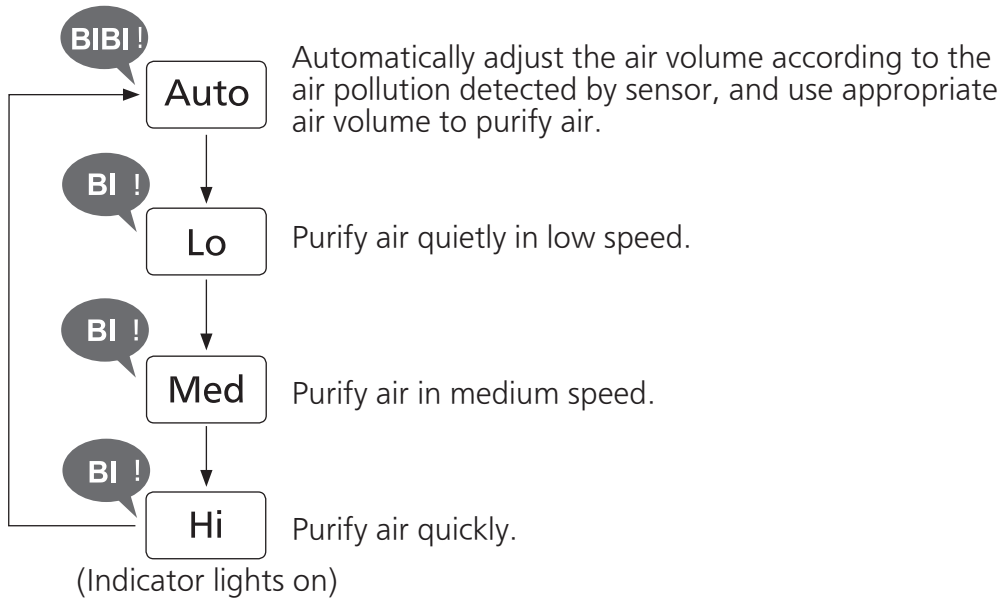 BIBI !
Auto
Automatically adjust the air volume according to the
air pollution detected by sensor, and use appropriate
air volume to purify air.
BI !
Lo
Purify air quietly in low speed.
BI !
Med
Purify air in medium speed.
BI !
Hi
Purify air quickly.
(Indicator lights on)